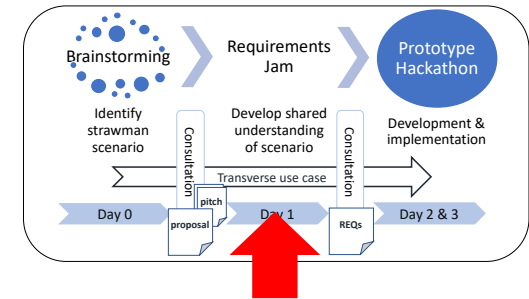 Brainstorming
Requirements
Jam
Prototype
Hackathon
Identify
strawman
scenario
Consultation
Develop shared
understanding
of scenario
Consultation
Development &
implementation
Transverse use case
Day 0
proposal
pitch
Day 1
REQs
Day 2 & 3